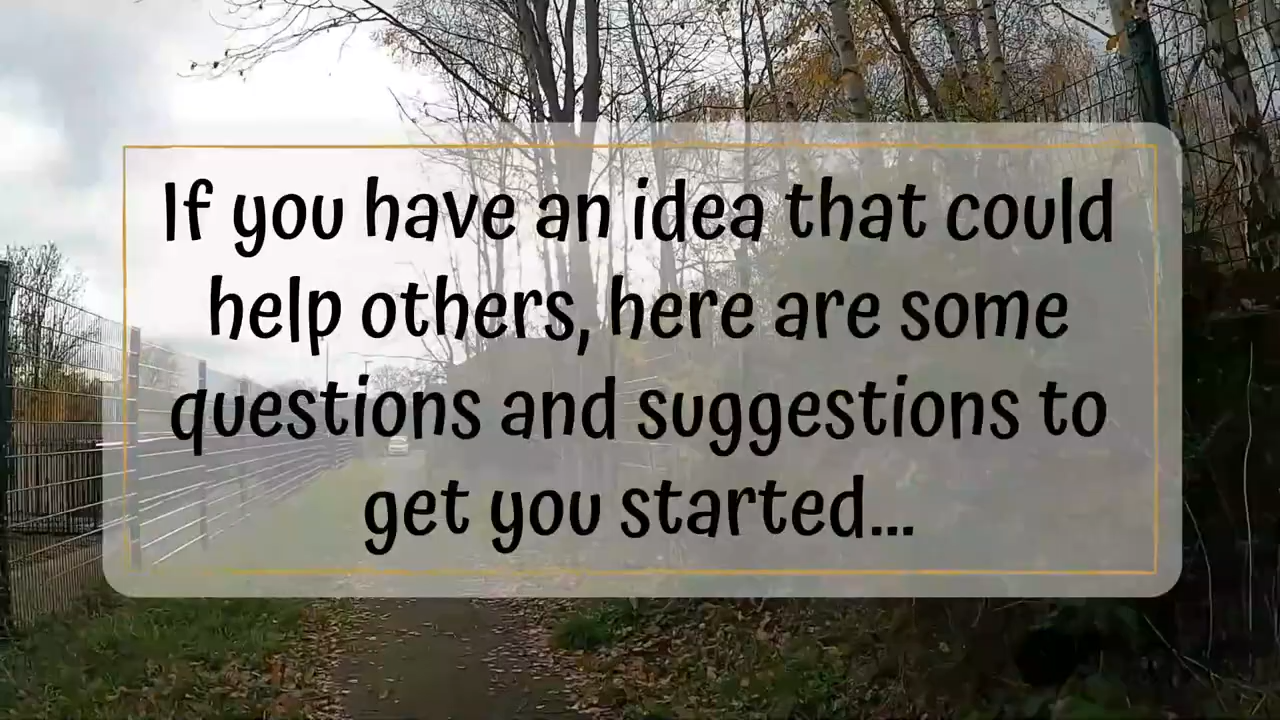 If you have an idea that could
help others, here are some
questions and suggestions to
get you started...